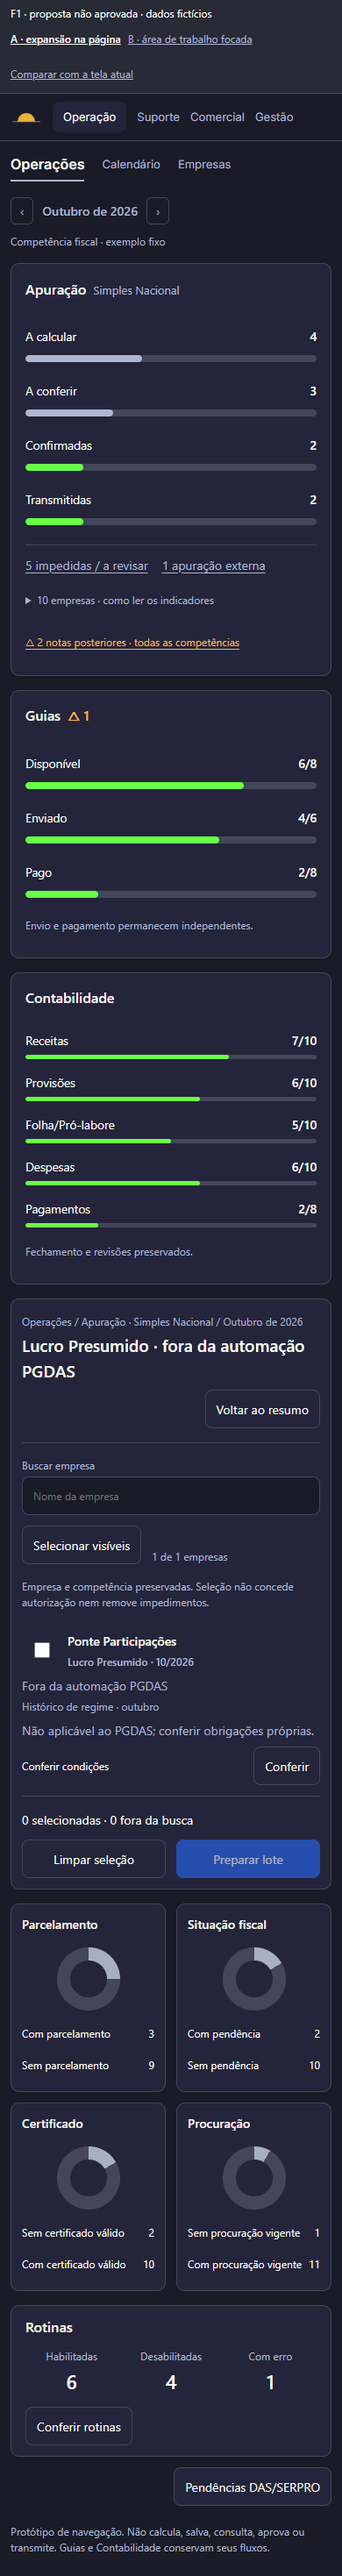 F1 · proposta não aprovada · dados fictícios
A · expansão na página B · área de trabalho focada
Comparar com a tela atual
Operação Suporte Comercial Gestão
Operações Calendário Empresas
‹ Outubro de 2026 ›
Competência fiscal · exemplo fixo
Apuração Simples Nacional
A calcular 4
A conferir 3
Confirmadas 2
Transmitidas 2
5 impedidas / a revisar 1 apuração externa
▶ 10 empresas · como ler os indicadores
△ 2 notas posteriores · todas as competências
Guias △ 1
Disponível 6/8
Enviado 4/6
Pago 2/8
Envio e pagamento permanecem independentes.
Contabilidade
Receitas 7/10
Provisões 6/10
Folha/Pró-labore 5/10
Despesas 6/10
Pagamentos 2/8
Fechamento e revisões preservados.
Operações / Apuração · Simples Nacional / Outubro de 2026
Lucro Presumido · fora da automação
PGDAS
Voltar ao resumo
Buscar empresa
Nome da empresa
Selecionar visíveis 1 de 1 empresas
Empresa e competência preservadas. Seleção não concede
autorização nem remove impedimentos.
Ponte Participações
Lucro Presumido · 10/2026
Fora da automação PGDAS
Histórico de regime · outubro
Não aplicável ao PGDAS; conferir obrigações próprias.
Conferir condições Conferir
0 selecionadas · 0 fora da busca
Limpar seleção Preparar lote
Parcelamento
Com parcelamento 3
Sem parcelamento 9
Situação fiscal
Com pendência 2
Sem pendência 10
Certificado
Sem certificado válido 2
Com certificado válido 10
Procuração
Sem procuração vigente 1
Com procuração vigente 11
Rotinas
Habilitadas Desabilitadas Com erro
6 4 1
Conferir rotinas
Pendências DAS/SERPRO
Protótipo de navegação. Não calcula, salva, consulta, aprova ou
transmite. Guias e Contabilidade conservam seus fluxos.